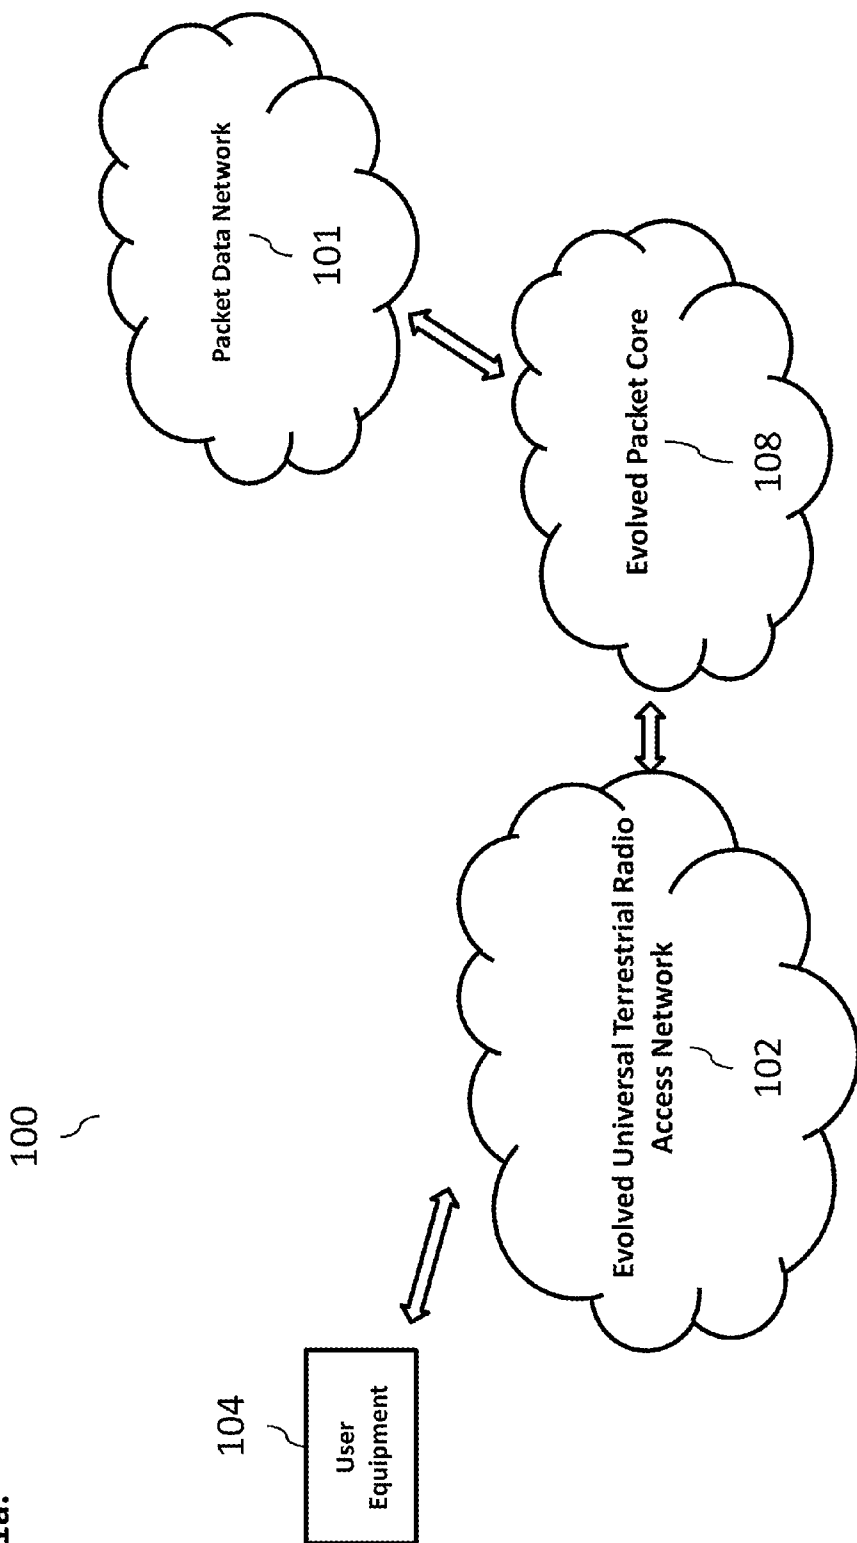 1a.
100
104
User
Equipment
Evolved Universal Terrestrial Radio
Access Network
102
Evolved Packet Core
108
Packet Data Network
101